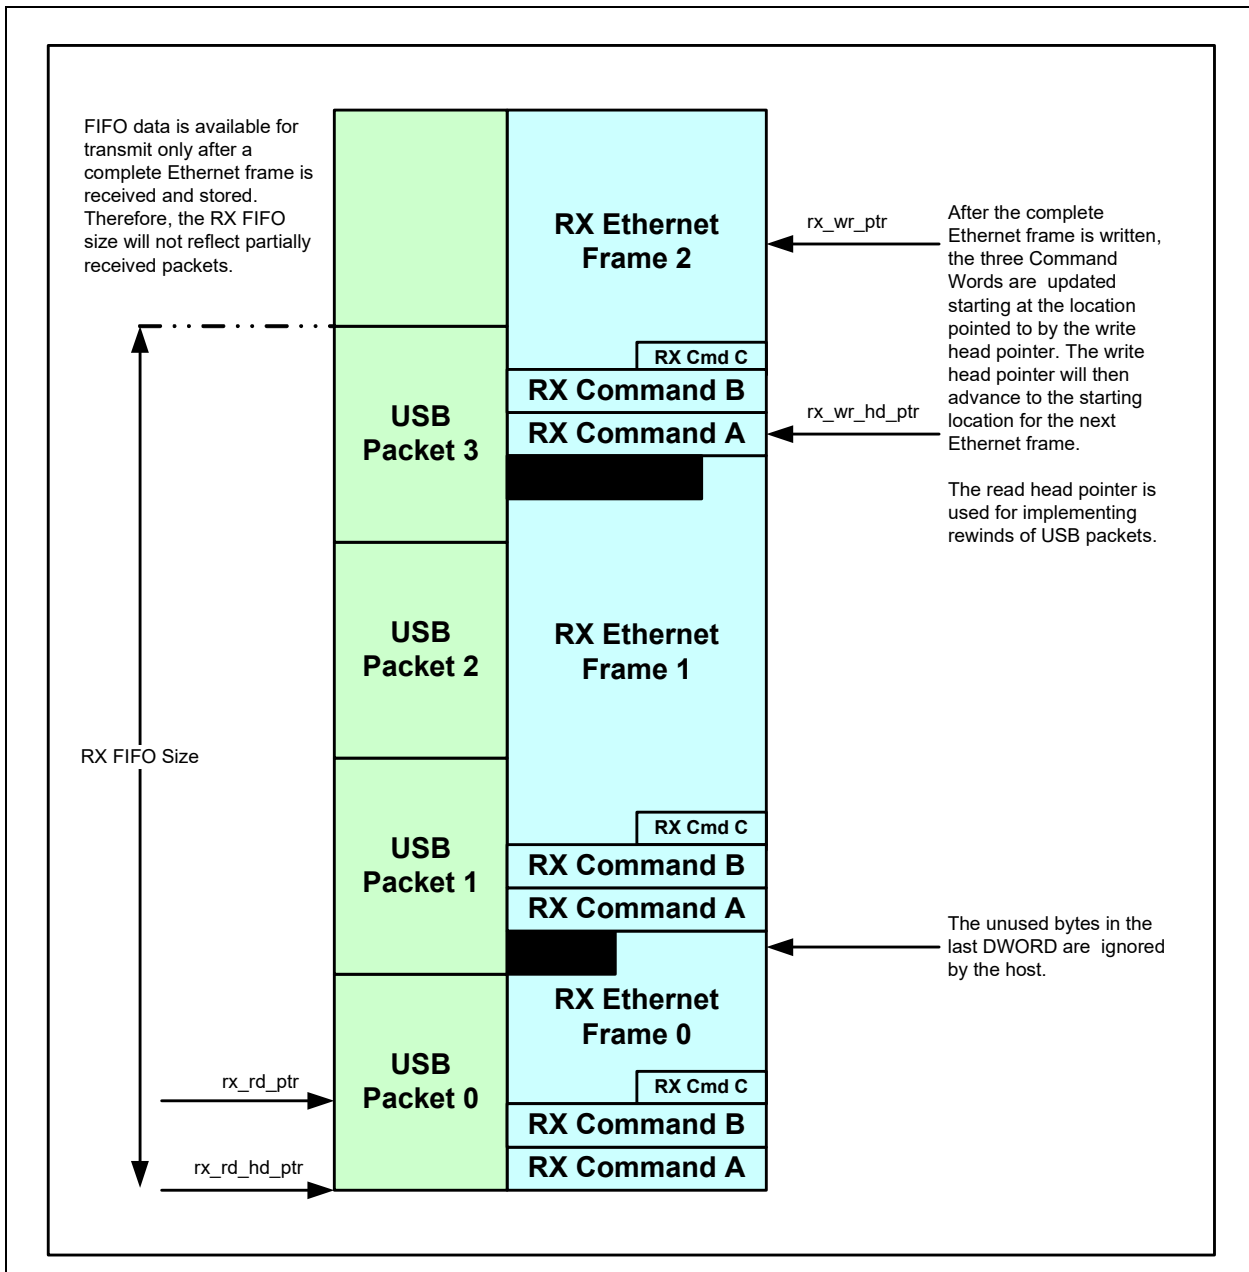 FIFO data is available for
transmit only after a
complete Ethernet frame is
received and stored.
Therefore, the RX FIFO
size will not reflect partially
received packets.
RX Ethernet
Frame 2
rx_wr_ptr
After the complete
Ethernet frame is written,
the three Command
Words are updated
starting at the location
pointed to by the write
head pointer. The write
head pointer will then
advance to the starting
location for the next
Ethernet frame.
The read head pointer is
used for implementing
rewinds of USB packets.
RX Cmd C
RX Command B
RX Command A
rx_wr_hd_ptr
USB
Packet 3
USB
Packet 2
RX Ethernet
Frame 1
RX FIFO Size
USB
Packet 1
RX Cmd C
RX Command B
RX Command A
The unused bytes in the
last DWORD are ignored
by the host.
RX Ethernet
Frame 0
USB
Packet 0
rx_rd_ptr
RX Cmd C
RX Command B
RX Command A
rx_rd_hd_ptr